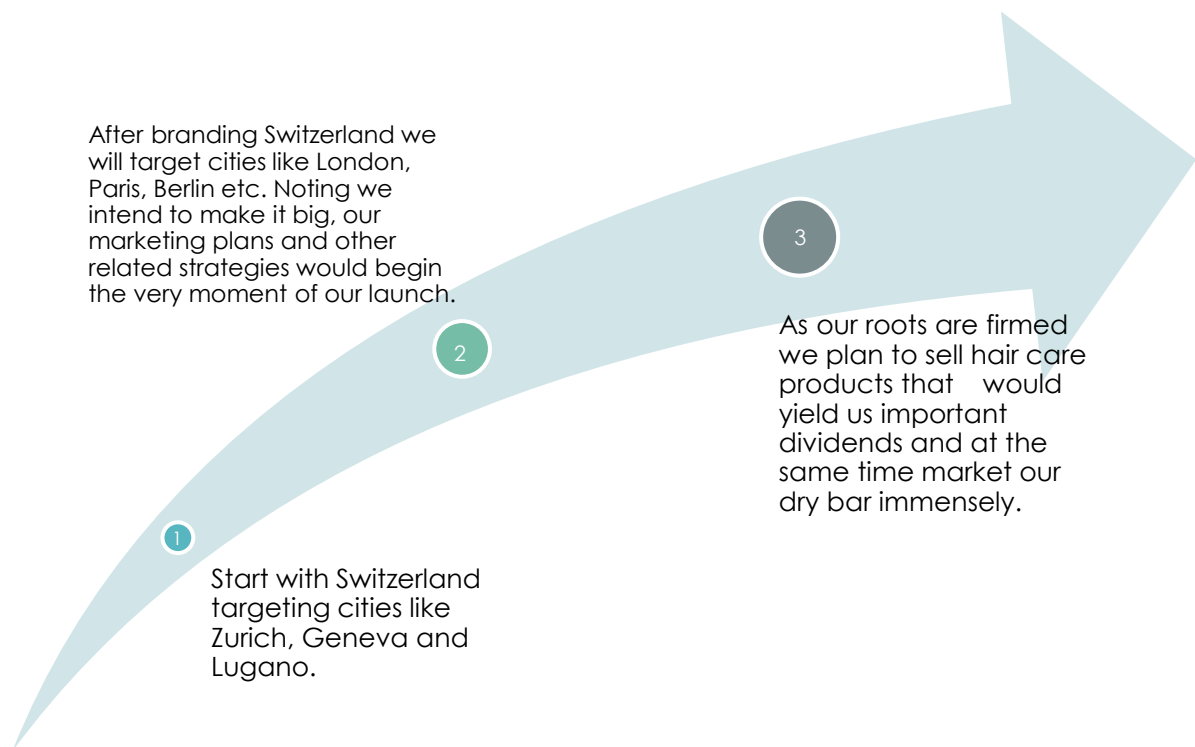 After branding Switzerland we
will target cities like London,
Paris, Berlin etc. Noting we
intend to make it big, our
marketing plans and other
related strategies would begin
the very moment of our launch.
3
2
As our roots are firmed
we plan to sell hair care
products that    would
yield us important
dividends and at the
same time market our
dry bar immensely.
1
Start with Switzerland
targeting cities like
Zurich, Geneva and
Lugano.